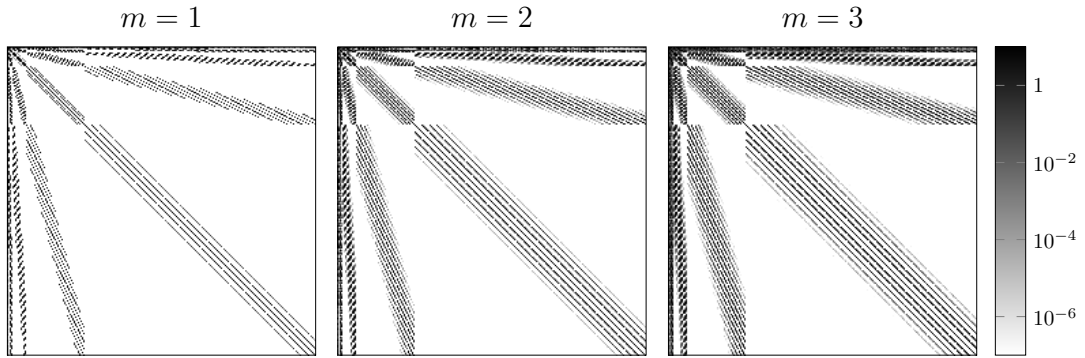 m = 1
m = 2
m = 3
1
10⁻²
10⁻⁴
10⁻⁶